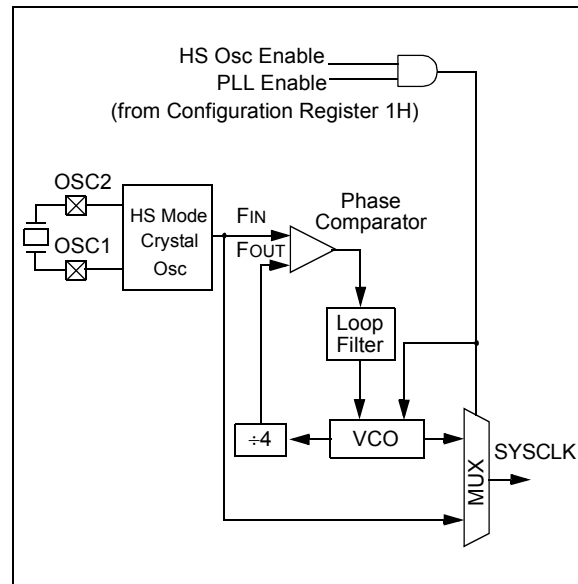 HS Osc Enable
PLL Enable
(from Configuration Register 1H)
OSC2
OSC1
HS Mode
Crystal
Osc
FIN
FOUT
Phase
Comparator
Loop
Filter
÷4
VCO
MUX
SYSCLK